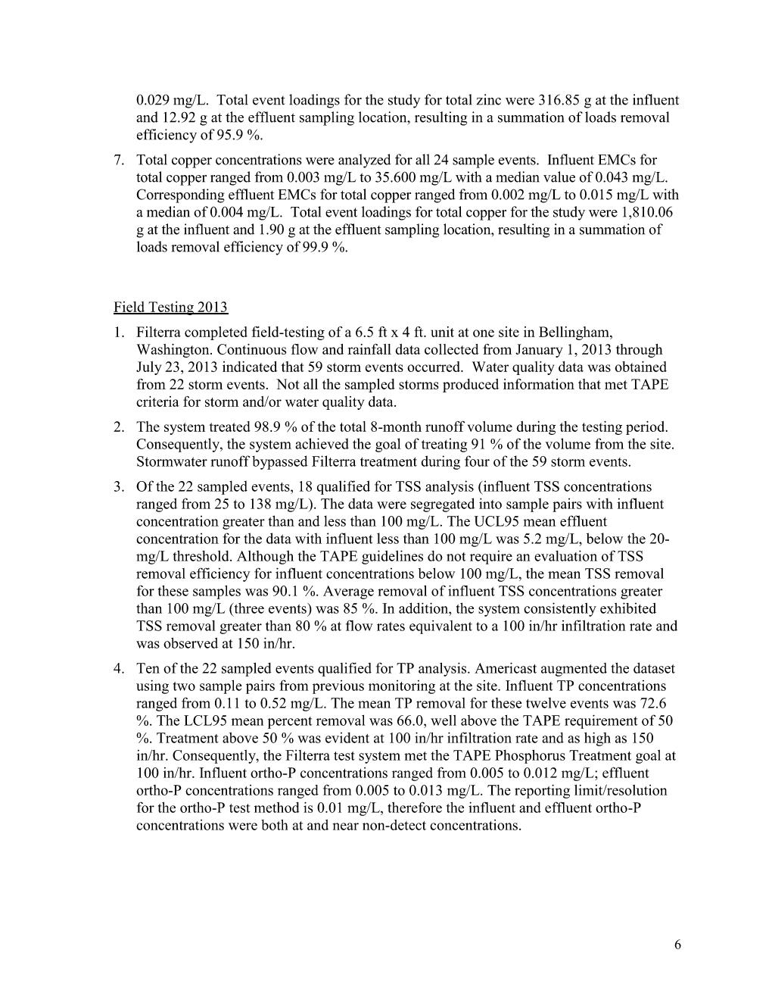 0.029 mg/L.  Total event loadings for the study for total zinc were 316.85 g at the influent
and 12.92 g at the effluent sampling location, resulting in a summation of loads removal
efficiency of 95.9 %.
7. Total copper concentrations were analyzed for all 24 sample events.  Influent EMCs for
total copper ranged from 0.003 mg/L to 35.600 mg/L with a median value of 0.043 mg/L.
Corresponding effluent EMCs for total copper ranged from 0.002 mg/L to 0.015 mg/L with
a median of 0.004 mg/L.  Total event loadings for total copper for the study were 1,810.06
g at the influent and 1.90 g at the effluent sampling location, resulting in a summation of
loads removal efficiency of 99.9 %.
Field Testing 2013
1. Filterra completed field-testing of a 6.5 ft x 4 ft. unit at one site in Bellingham,
Washington. Continuous flow and rainfall data collected from January 1, 2013 through
July 23, 2013 indicated that 59 storm events occurred.  Water quality data was obtained
from 22 storm events.  Not all the sampled storms produced information that met TAPE
criteria for storm and/or water quality data.
2. The system treated 98.9 % of the total 8-month runoff volume during the testing period.
Consequently, the system achieved the goal of treating 91 % of the volume from the site.
Stormwater runoff bypassed Filterra treatment during four of the 59 storm events.
3. Of the 22 sampled events, 18 qualified for TSS analysis (influent TSS concentrations
ranged from 25 to 138 mg/L). The data were segregated into sample pairs with influent
concentration greater than and less than 100 mg/L. The UCL95 mean effluent
concentration for the data with influent less than 100 mg/L was 5.2 mg/L, below the 20-
mg/L threshold. Although the TAPE guidelines do not require an evaluation of TSS
removal efficiency for influent concentrations below 100 mg/L, the mean TSS removal
for these samples was 90.1 %. Average removal of influent TSS concentrations greater
than 100 mg/L (three events) was 85 %. In addition, the system consistently exhibited
TSS removal greater than 80 % at flow rates equivalent to a 100 in/hr infiltration rate and
was observed at 150 in/hr.
4. Ten of the 22 sampled events qualified for TP analysis. Americast augmented the dataset
using two sample pairs from previous monitoring at the site. Influent TP concentrations
ranged from 0.11 to 0.52 mg/L. The mean TP removal for these twelve events was 72.6
%. The LCL95 mean percent removal was 66.0, well above the TAPE requirement of 50
%. Treatment above 50 % was evident at 100 in/hr infiltration rate and as high as 150
in/hr. Consequently, the Filterra test system met the TAPE Phosphorus Treatment goal at
100 in/hr. Influent ortho-P concentrations ranged from 0.005 to 0.012 mg/L; effluent
ortho-P concentrations ranged from 0.005 to 0.013 mg/L. The reporting limit/resolution
for the ortho-P test method is 0.01 mg/L, therefore the influent and effluent ortho-P
concentrations were both at and near non-detect concentrations.
6